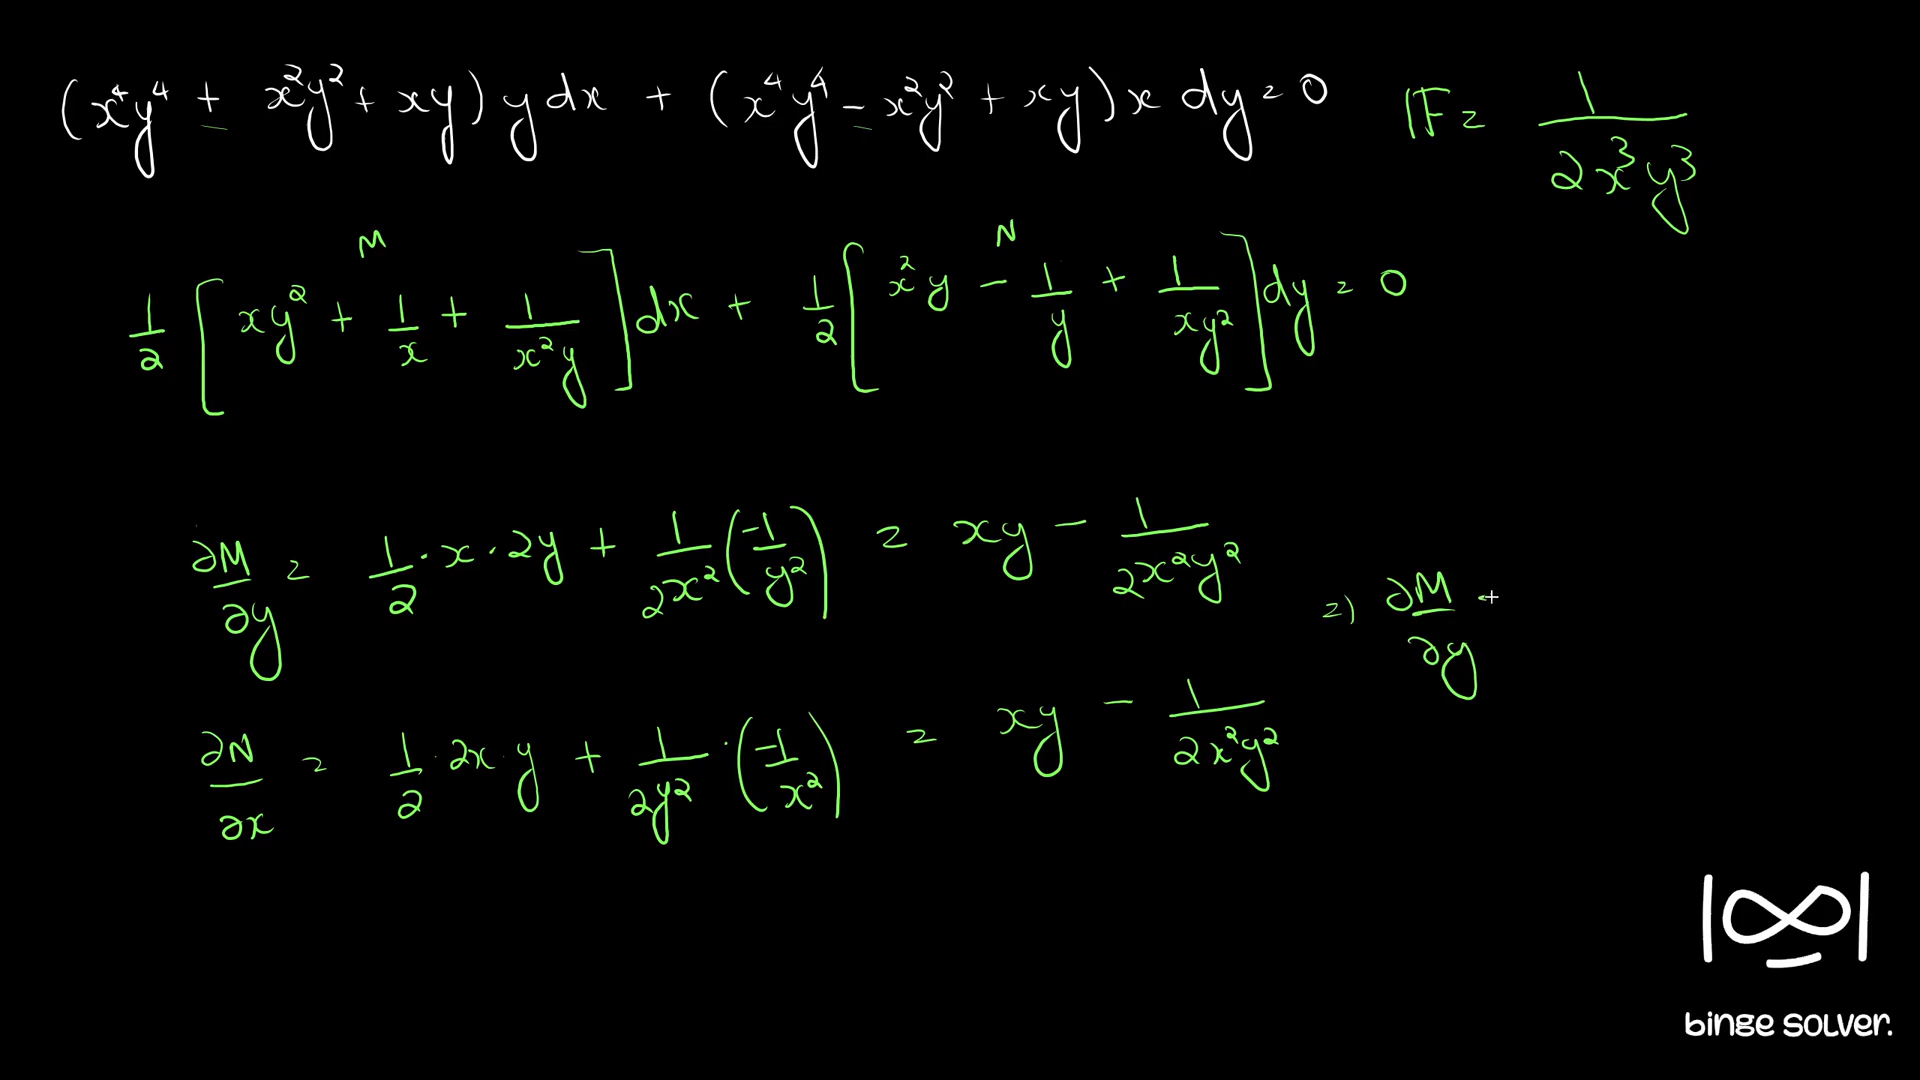 (x⁴y⁴ + x²y² + xy) y dx + (x⁴y⁴ − x²y² + xy) x dy = 0
IF = 1/(2x³y³)
M
N
1/2 [xy² + 1/x + 1/(x²y)] dx + 1/2 [x²y − 1/y + 1/(xy²)] dy = 0
∂M/∂y = 1/2 · x · 2y + 1/(2x²) (−1/y²) = xy − 1/(2x²y²)
⇒ ∂M/∂y
∂N/∂x = 1/2 · 2x · y + 1/(2y²) · (−1/x²) = xy − 1/(2x²y²)
binge solver.